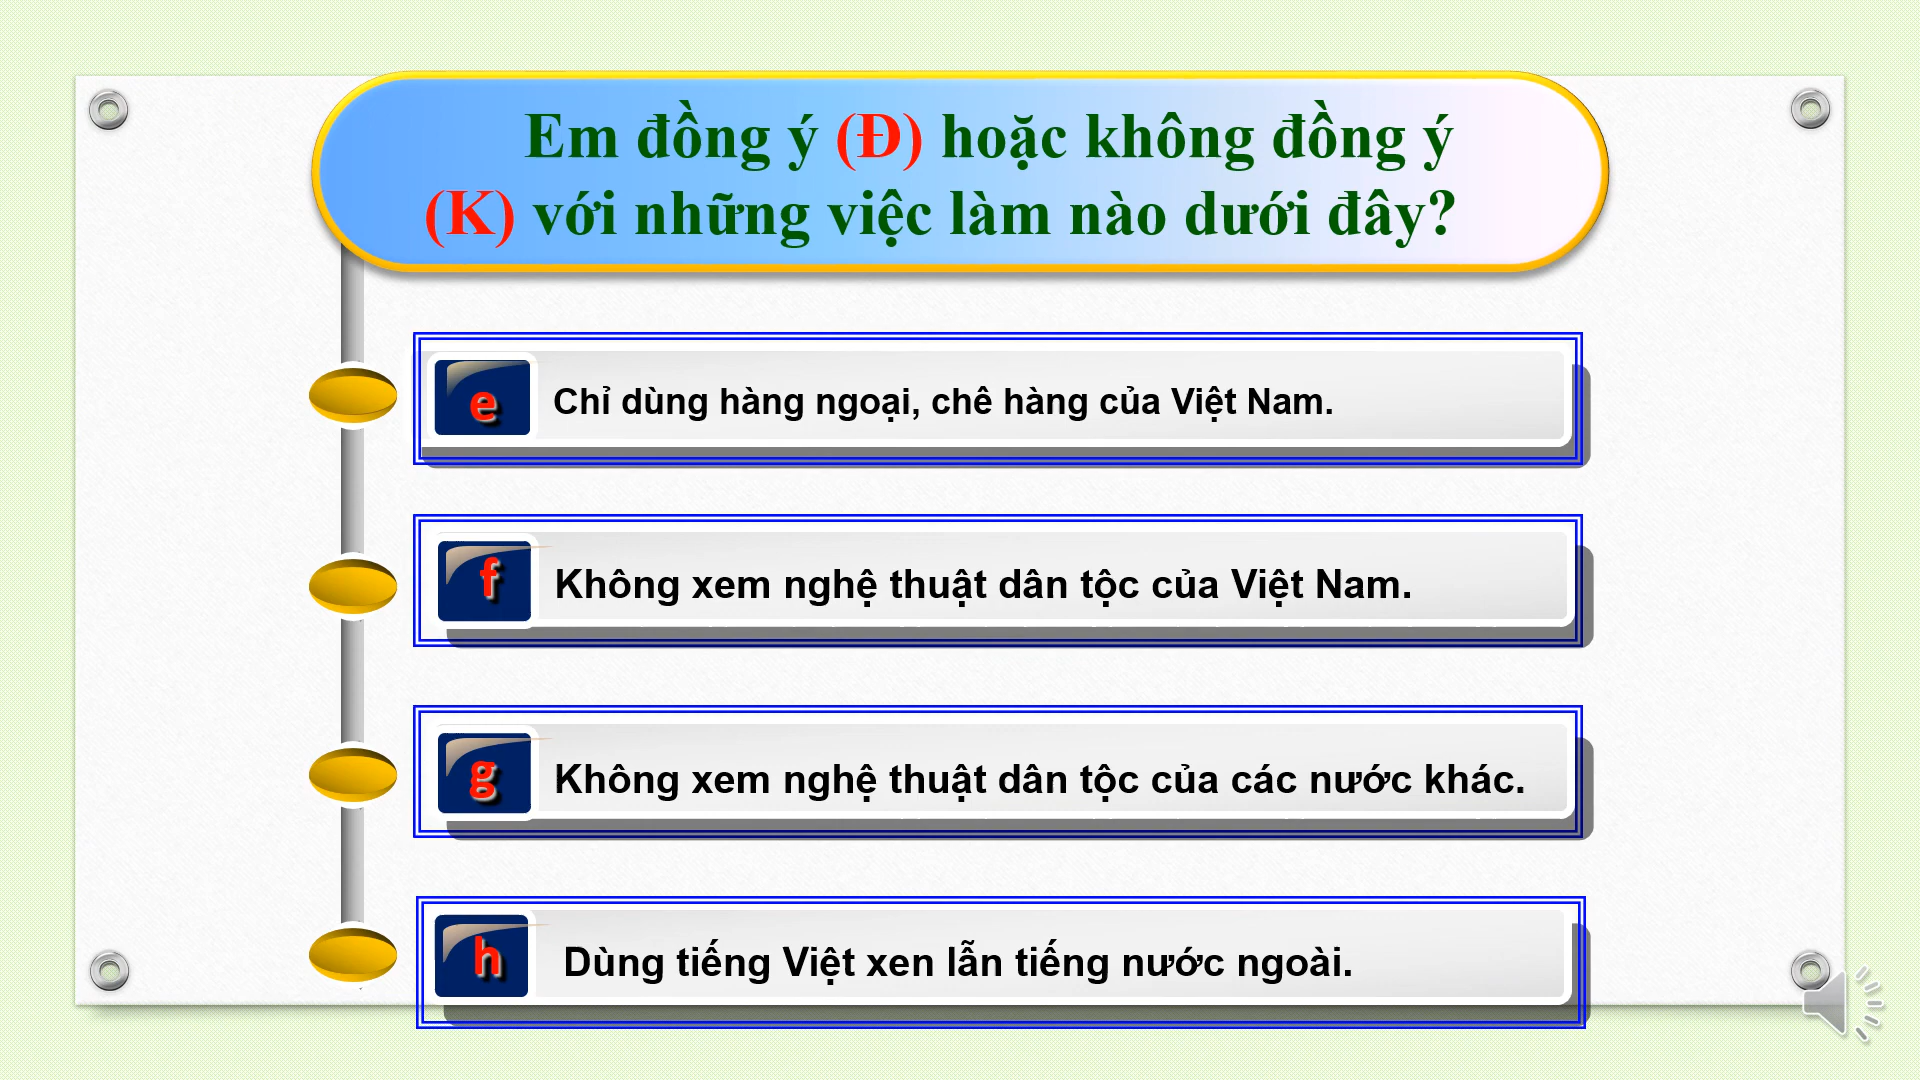 Em đồng ý (Đ) hoặc không đồng ý
(K) với những việc làm nào dưới đây?
e Chỉ dùng hàng ngoại, chê hàng của Việt Nam.
f Không xem nghệ thuật dân tộc của Việt Nam.
g Không xem nghệ thuật dân tộc của các nước khác.
h Dùng tiếng Việt xen lẫn tiếng nước ngoài.